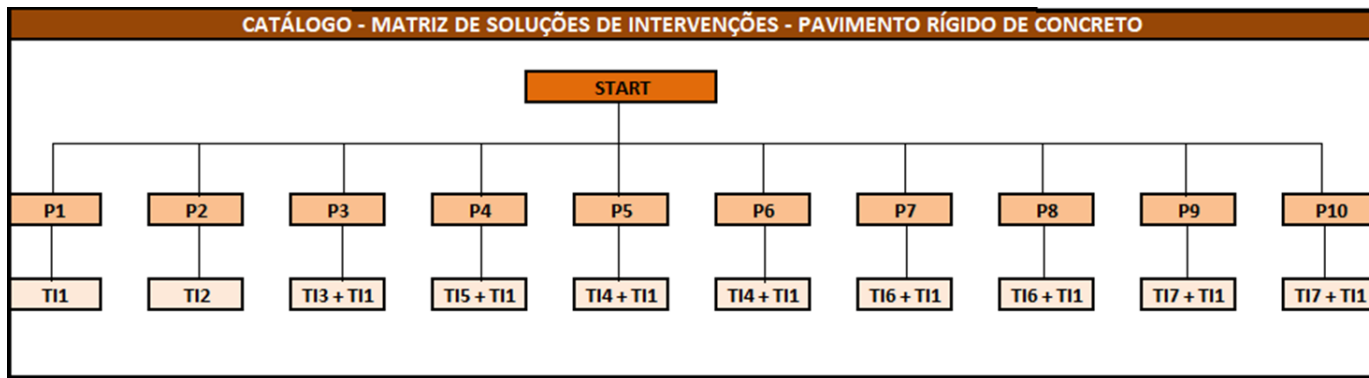 CATÁLOGO - MATRIZ DE SOLUÇÕES DE INTERVENÇÕES - PAVIMENTO RÍGIDO DE CONCRETO
START
P1 P2 P3 P4 P5 P6 P7 P8 P9 P10
TI1 TI2 TI3 + TI1 TI5 + TI1 TI4 + TI1 TI4 + TI1 TI6 + TI1 TI6 + TI1 TI7 + TI1 TI7 + TI1